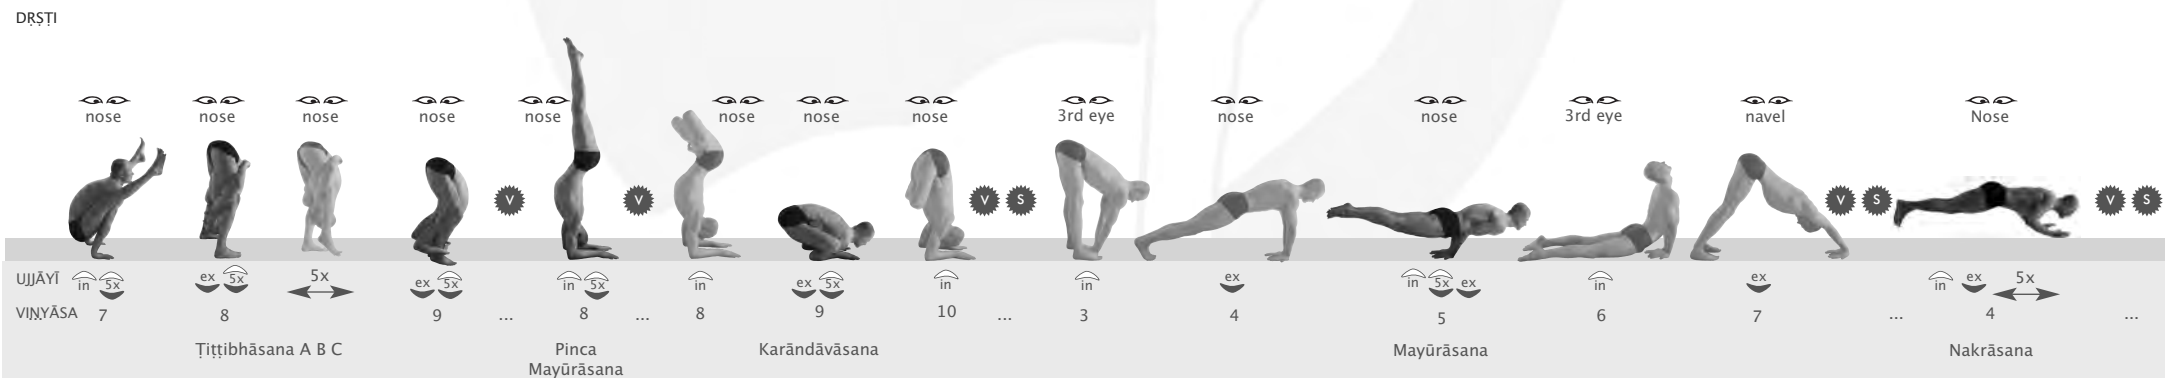 DṚṢṬI
nose nose nose nose nose nose nose nose 3rd eye nose nose 3rd eye navel Nose
V V V S V S V S
UJJĀYĪ in 5x ex 5x 5x ex 5x in 5x in ex 5x in in ex in 5x ex in ex in ex 5x
VIṆYĀSA 7 8 9 ... 8 ... 8 9 10 ... 3 4 5 6 7 ... 4 ...
Ṭiṭṭibhāsana A B C Pinca Karāndāvāsana Mayūrāsana Nakrāsana
Mayūrāsana